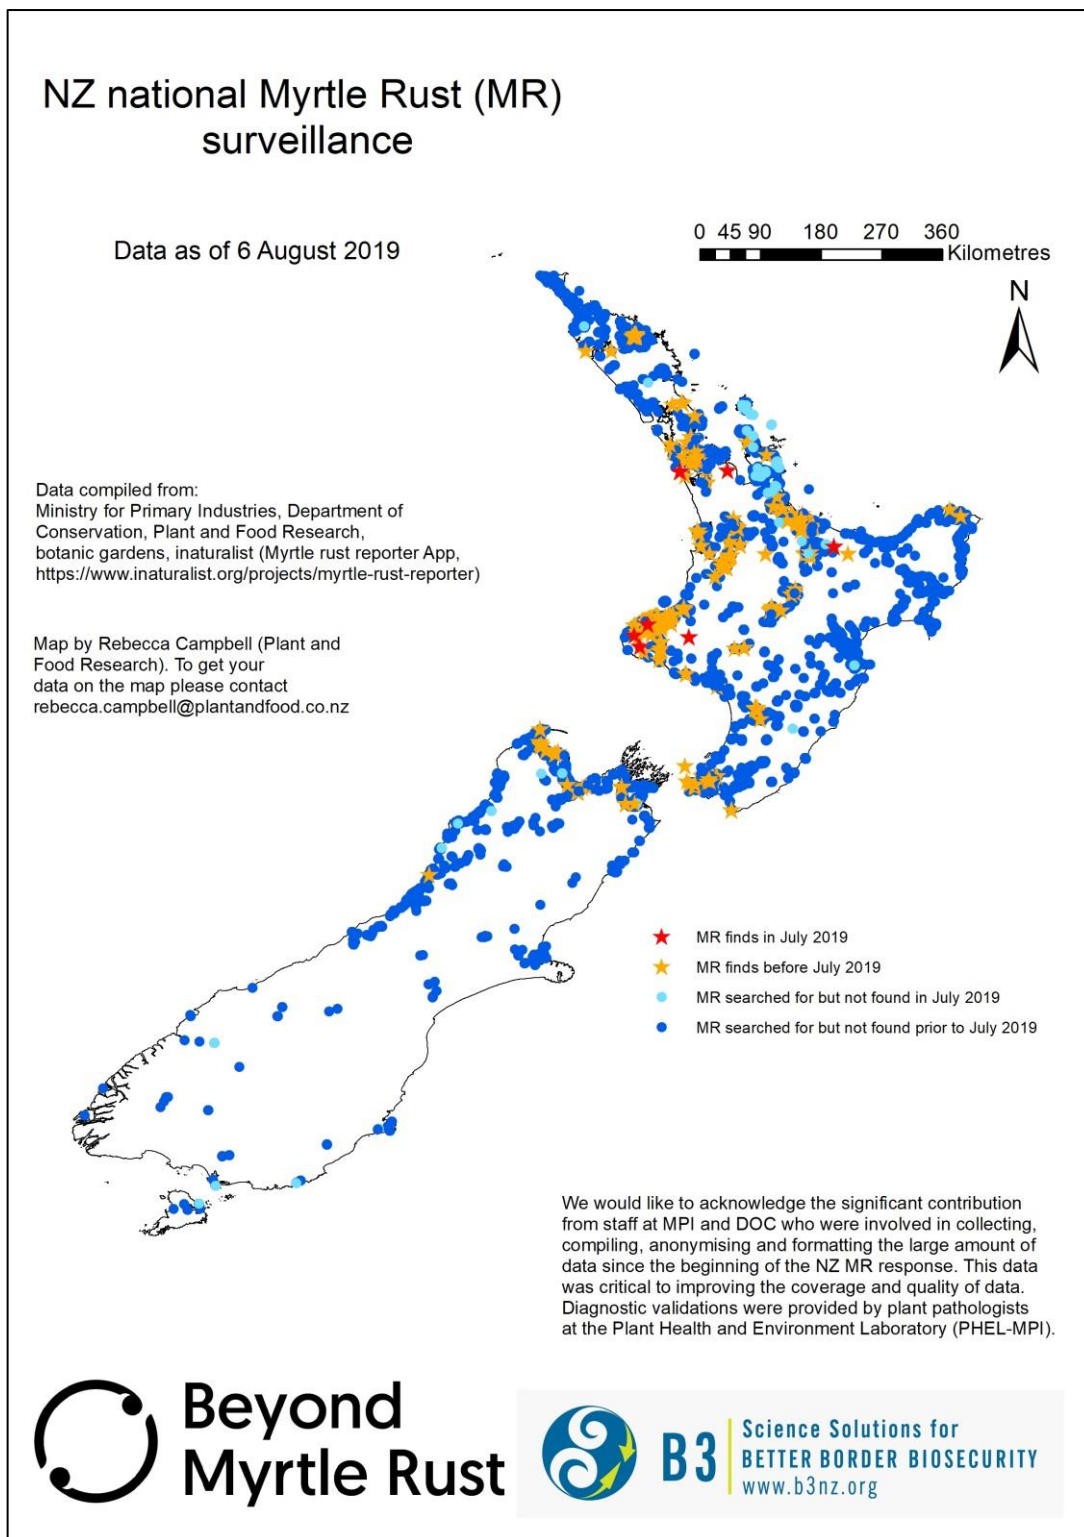 NZ national Myrtle Rust (MR)
surveillance
Data as of 6 August 2019
0 45 90 180 270 360
Kilometres
N
Data compiled from:
Ministry for Primary Industries, Department of
Conservation, Plant and Food Research,
botanic gardens, inaturalist (Myrtle rust reporter App,
https://www.inaturalist.org/projects/myrtle-rust-reporter)
Map by Rebecca Campbell (Plant and
Food Research). To get your
data on the map please contact
rebecca.campbell@plantandfood.co.nz
MR finds in July 2019
MR finds before July 2019
MR searched for but not found in July 2019
MR searched for but not found prior to July 2019
We would like to acknowledge the significant contribution
from staff at MPI and DOC who were involved in collecting,
compiling, anonymising and formatting the large amount of
data since the beginning of the NZ MR response. This data
was critical to improving the coverage and quality of data.
Diagnostic validations were provided by plant pathologists
at the Plant Health and Environment Laboratory (PHEL-MPI).
Beyond
Myrtle Rust
B3
Science Solutions for
BETTER BORDER BIOSECURITY
www.b3nz.org